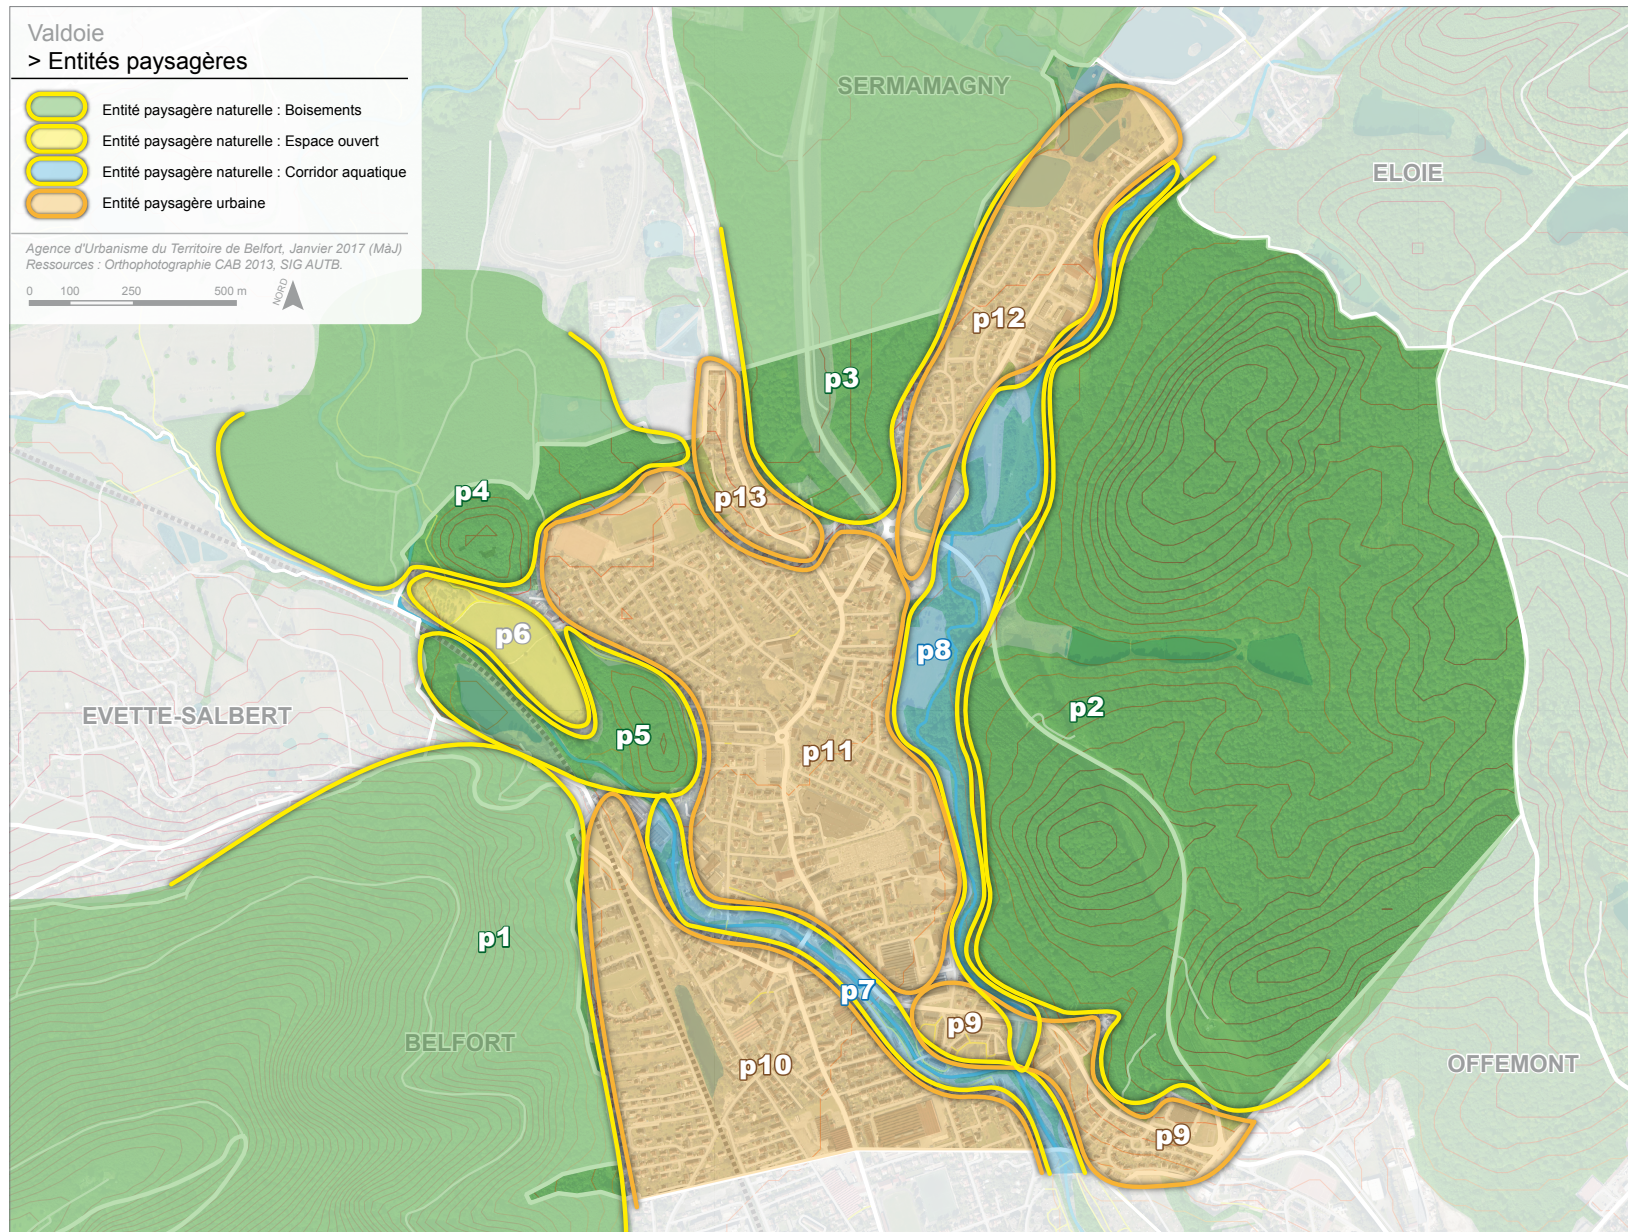 Valdoie
> Entités paysagères
Entité paysagère naturelle : Boisements
Entité paysagère naturelle : Espace ouvert
Entité paysagère naturelle : Corridor aquatique
Entité paysagère urbaine
Agence d'Urbanisme du Territoire de Belfort, Janvier 2017 (MàJ)
Ressources : Orthophotographie CAB 2013, SIG AUTB.
0 100 250 500 m
NORD
SERMAMAGNY
ELOIE
p12
p3
p4
p13
p6
p8
EVETTE-SALBERT
p5
p2
p11
p1
p7
p9
BELFORT
p10
OFFEMONT
p9